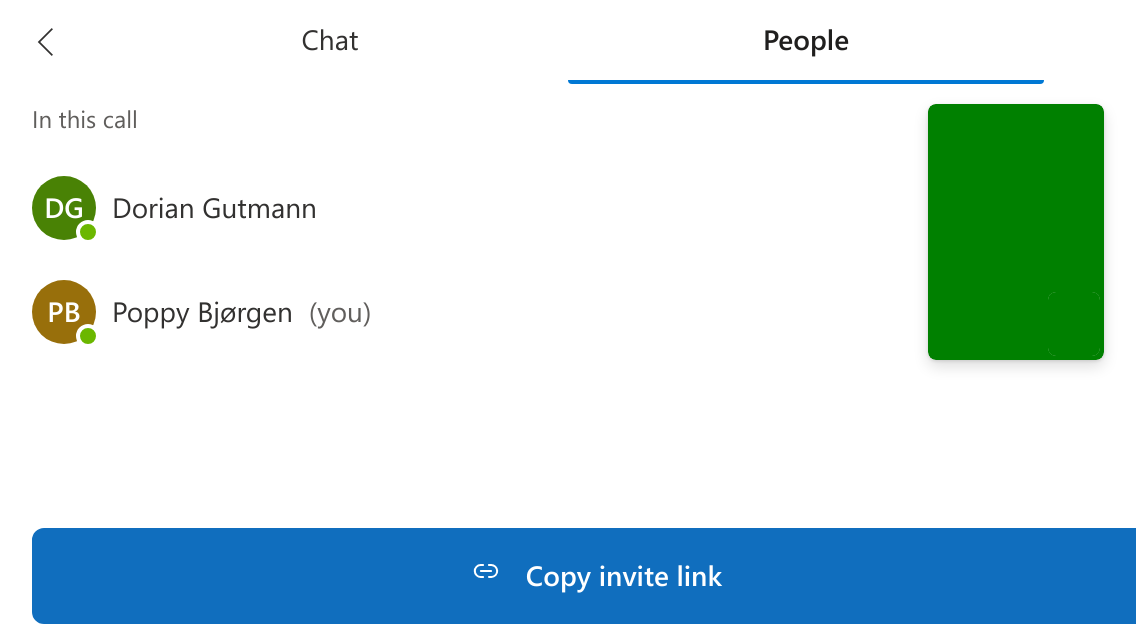 Chat
People
In this call
DG Dorian Gutmann
PB Poppy Bjørgen (you)
Copy invite link